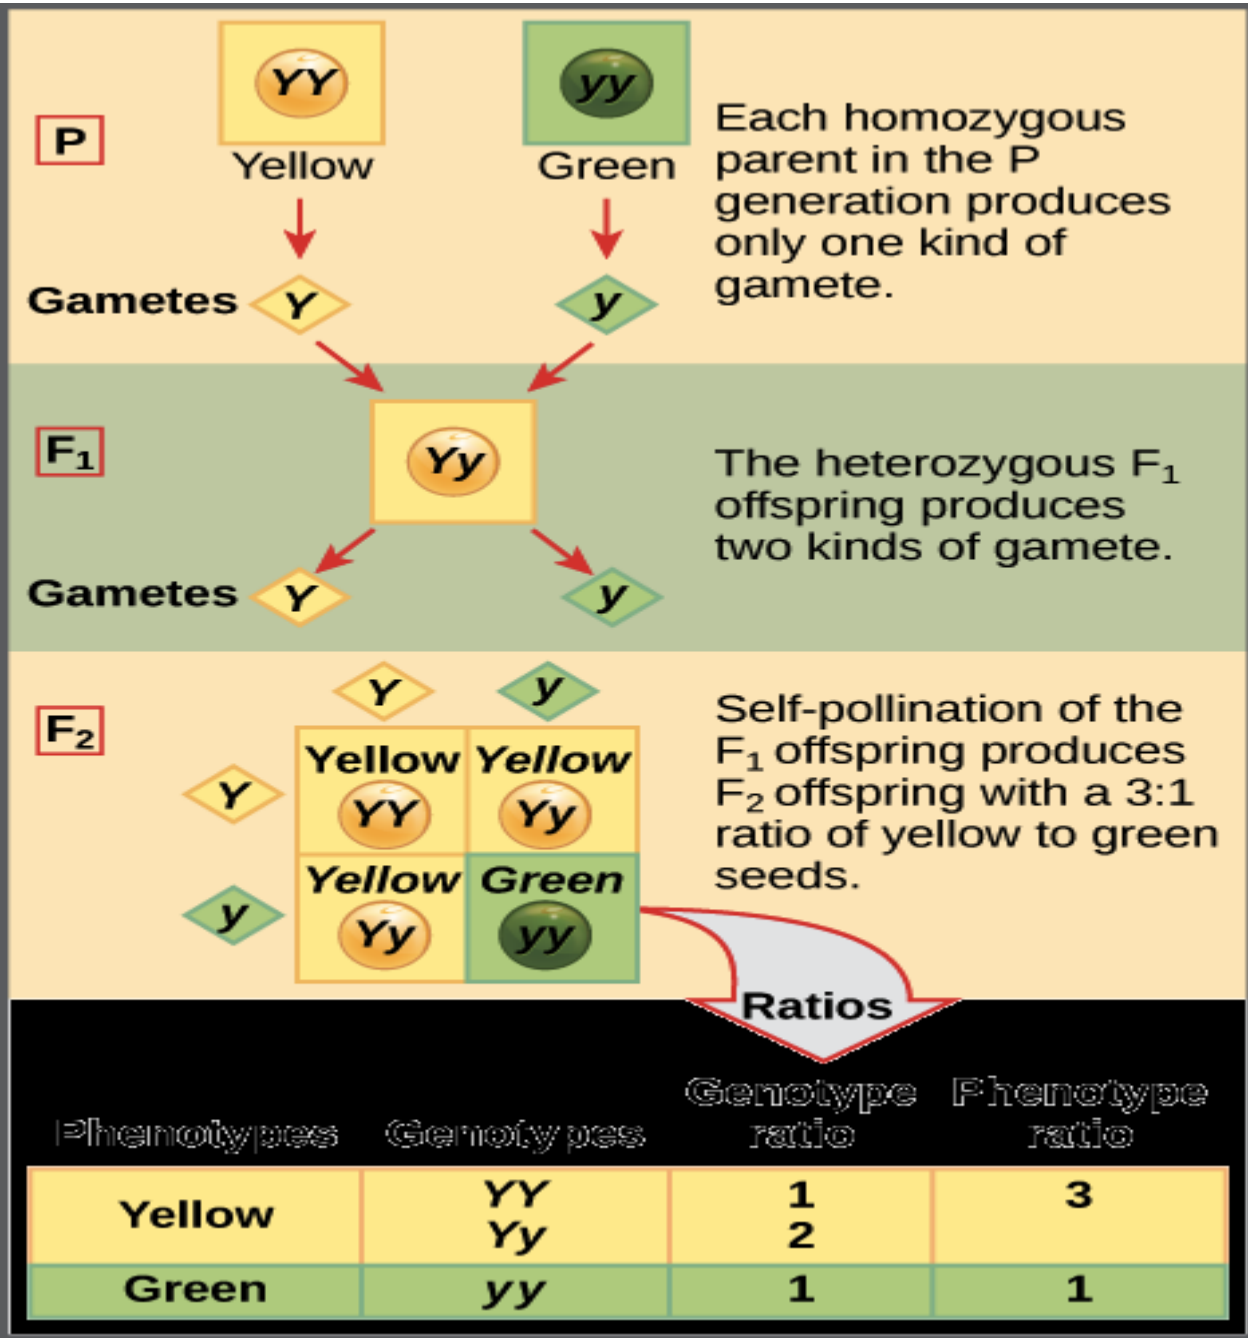 YY
yy
P
Yellow
Green
Each homozygous
parent in the P
generation produces
only one kind of
gamete.
Gametes
Y
y
F₁
Yy
The heterozygous F₁
offspring produces
two kinds of gamete.
Gametes
Y
y
F₂
Y
y
Self-pollination of the
F₁ offspring produces
F₂ offspring with a 3:1
ratio of yellow to green
seeds.
Y
Yellow
Yellow
YY
Yy
y
Yellow
Green
Yy
yy
Ratios
Phenotypes
Genotypes
Genotype
ratio
Phenotype
ratio
Yellow
YY
1
3
Yy
2
Green
yy
1
1